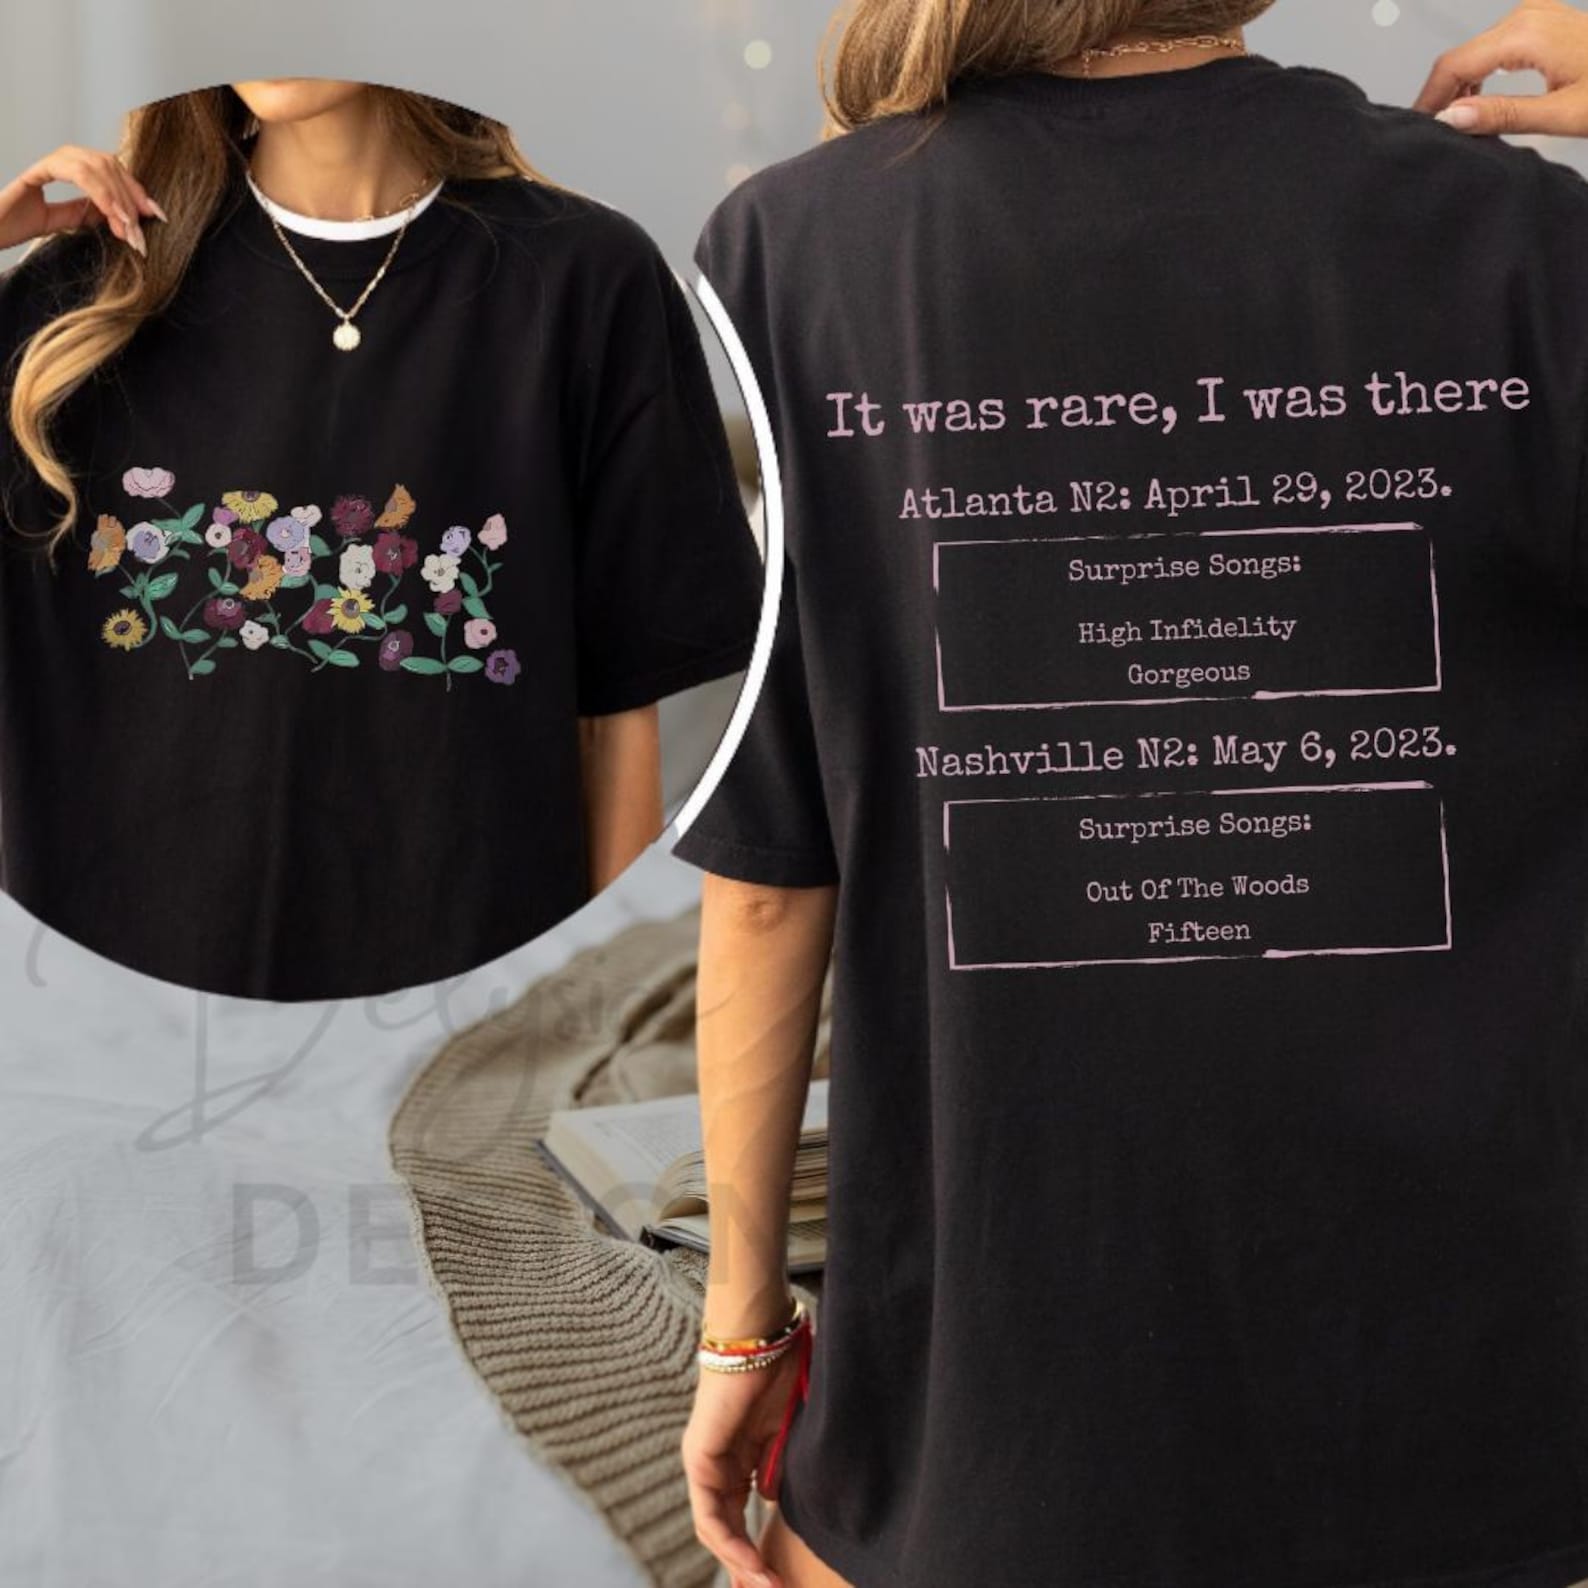 It was rare, I was there
Atlanta N2: April 29, 2023.
Surprise Songs:
High Infidelity
Gorgeous
Nashville N2: May 6, 2023.
Surprise Songs:
Out Of The Woods
Fifteen